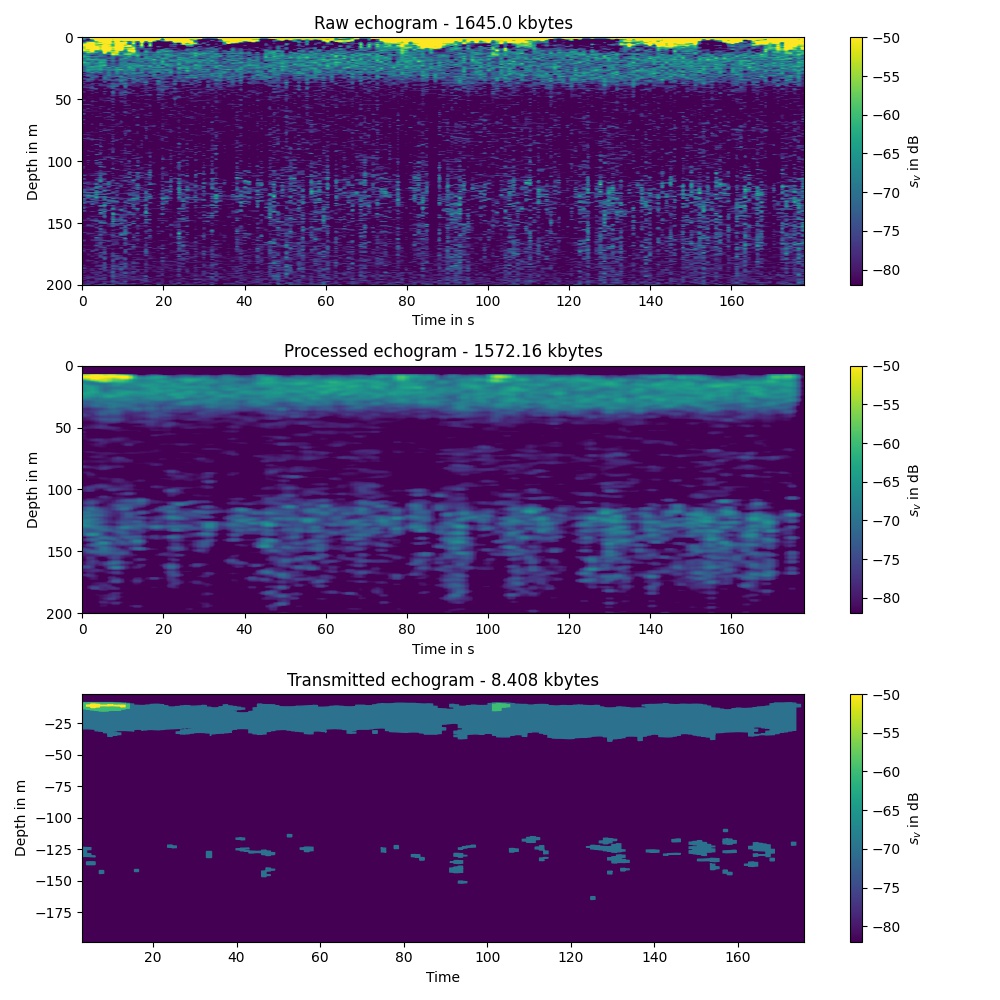 Raw echogram - 1645.0 kbytes
0
50
100
150
200
Depth in m
0 20 40 60 80 100 120 140 160
Time in s
−50
−55
−60
−65
−70
−75
−80
s_v in dB
Processed echogram - 1572.16 kbytes
0
50
100
150
200
Depth in m
0 20 40 60 80 100 120 140 160
Time in s
−50
−55
−60
−65
−70
−75
−80
s_v in dB
Transmitted echogram - 8.408 kbytes
−25
−50
−75
−100
−125
−150
−175
Depth in m
20 40 60 80 100 120 140 160
Time
−50
−55
−60
−65
−70
−75
−80
s_v in dB